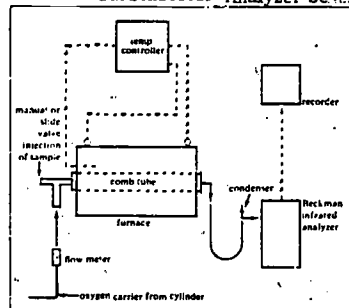 Analyzer
temp
controller
manual or
slide
valve
injection
of sample
recorder
comb tube
condenser
furnace
Beckman
infrared
analyzer
flow meter
oxygen carrier from cylinder